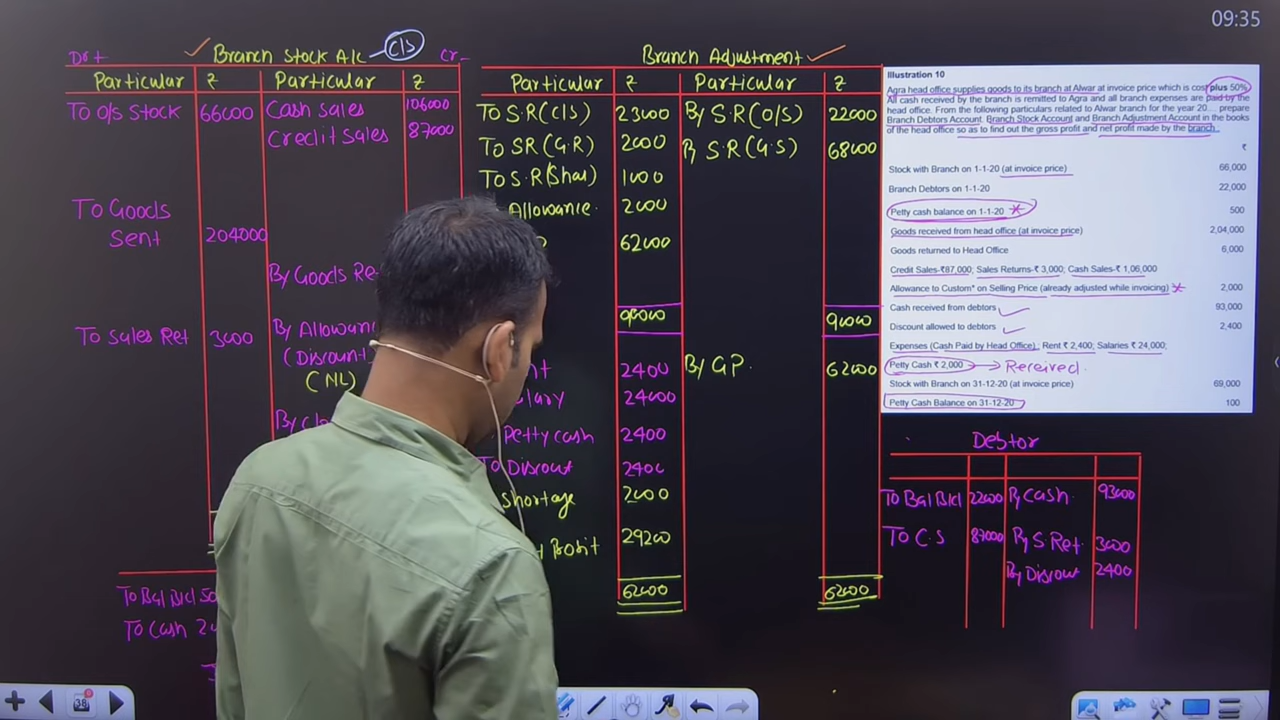 09:35
Dr +
Branch Stock A/c
C/S
Cr -
Particular ₹ Particular ₹
To O/s Stock 66000 Cash Sales 106000
Credit Sales 87000
To Goods Sent 204000
By Goods Re
To Sales Ret 3000 By Allowance
(Discount)
(NL)
To Bal B/d 50
To Cash 2
Branch Adjustment
Particular ₹ Particular ₹
To S.R (C/S) 23000 By S.R (O/S) 22000
To SR (G.R) 2000 By S.R (G.S) 68000
To S.R (Shor) 1000
Allowance 2000
62000
90000 90000
2400 By G.P. 62000
lary 24000
Petty cash 2400
To Discout 2400
Shortage 2000
Profit 29200
62000 62000
Illustration 10
Agra head office supplies goods to its branch at Alwar at invoice price which is cost plus 50%.
All cash received by the branch is remitted to Agra and all branch expenses are paid by the
head office. From the following particulars related to Alwar branch for the year 20... prepare
Branch Debtors Account, Branch Stock Account and Branch Adjustment Account in the books
of the head office so as to find out the gross profit and net profit made by the branch.
₹
Stock with Branch on 1-1-20 (at invoice price) 66,000
Branch Debtors on 1-1-20 22,000
Petty cash balance on 1-1-20 500
Goods received from head office (at invoice price) 2,04,000
Goods returned to Head Office 6,000
Credit Sales-₹87,000; Sales Returns-₹ 3,000; Cash Sales-₹ 1,06,000
Allowance to Custom* on Selling Price (already adjusted while invoicing) 2,000
Cash received from debtors 93,000
Discount allowed to debtors 2,400
Expenses (Cash Paid by Head Office) ; Rent ₹ 2,400; Salaries ₹ 24,000;
Petty Cash ₹ 2,000 → Received.
Stock with Branch on 31-12-20 (at invoice price) 69,000
Petty Cash Balance on 31-12-20 100
Debtor
To Bal B/d 22000 By Cash 93000
To C.S 87000 By S Ret. 3000
By Discout 2400
38